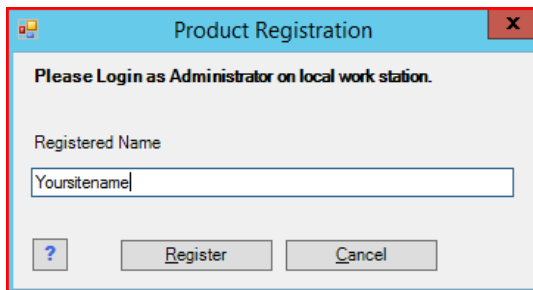 Product Registration
x
Please Login as Administrator on local work station.
Registered Name
Yoursitename
? Register Cancel